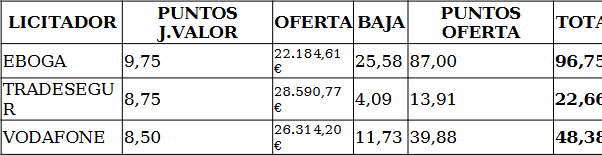 LICITADOR PUNTOS J.VALOR OFERTA BAJA PUNTOS OFERTA
EBOGA 9,75 22.184,61 € 25,58 87,00 96,75
TRADESEGUR 8,75 28.590,77 € 4,09 13,91 22,66
VODAFONE 8,50 26.314,20 € 11,73 39,88 48,38